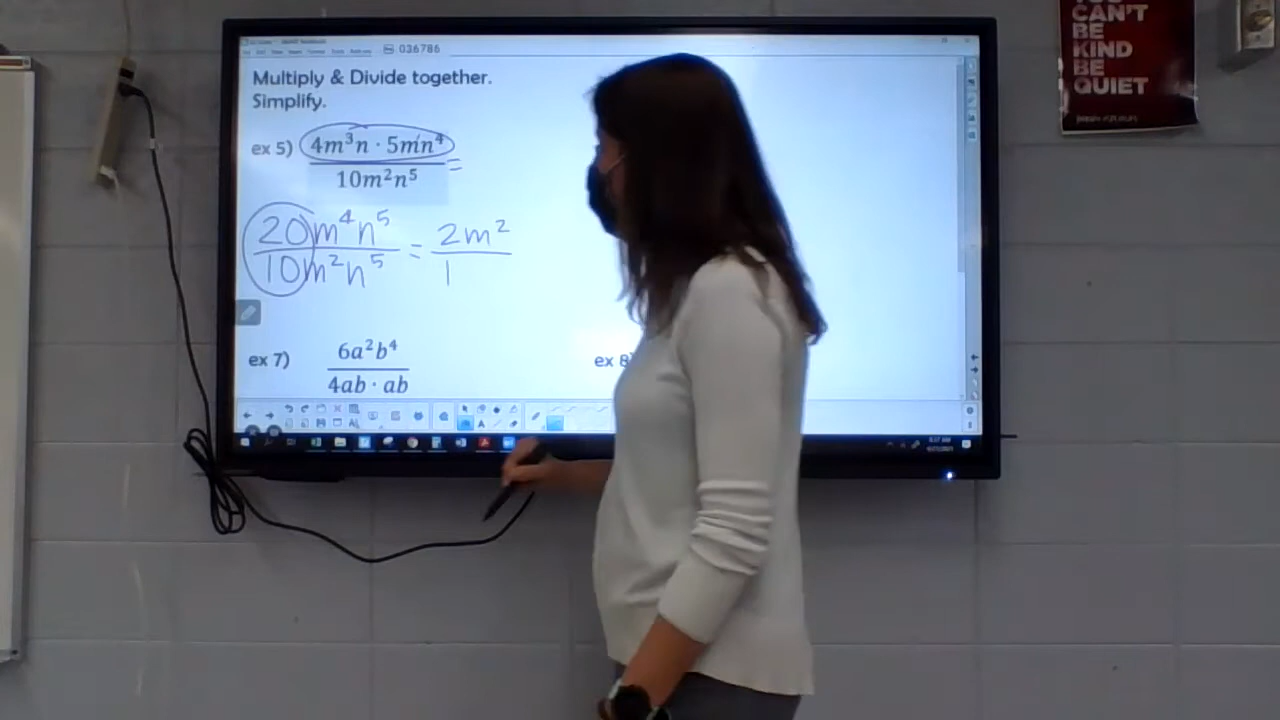 036786
Multiply & Divide together.
Simplify.
ex 5) 4m³n · 5mn⁴
10m²n⁵ =
20m⁴n⁵ = 2m²
10m²n⁵ 1
ex 7) 6a²b⁴
4ab · ab
ex 8)
CAN'T
BE
KIND
BE
QUIET